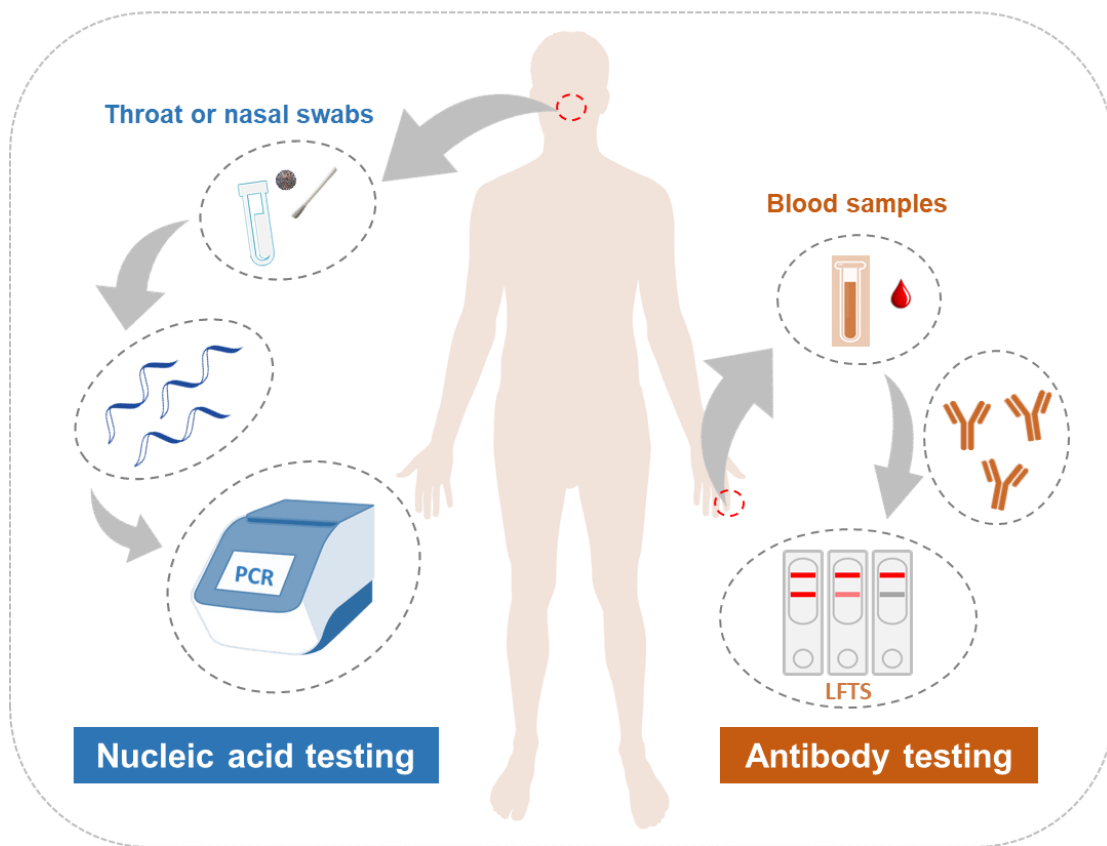 Throat or nasal swabs
Blood samples
PCR
LFTS
Nucleic acid testing
Antibody testing